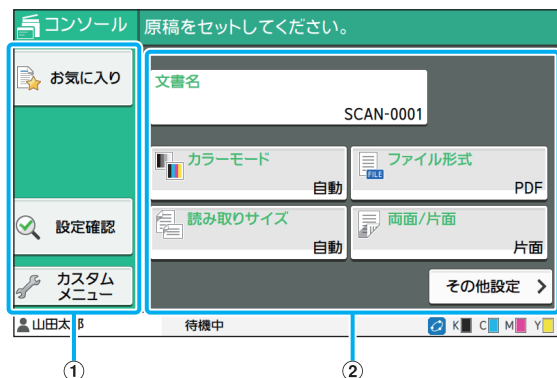 コンソール
原稿をセットしてください。
お気に入り
設定確認
カスタム
メニュー
文書名
SCAN-0001
カラーモード
自動
ファイル形式
FILE
PDF
読み取りサイズ
自動
両面/片面
片面
その他設定
山田太郎
待機中
K C M Y
① ②